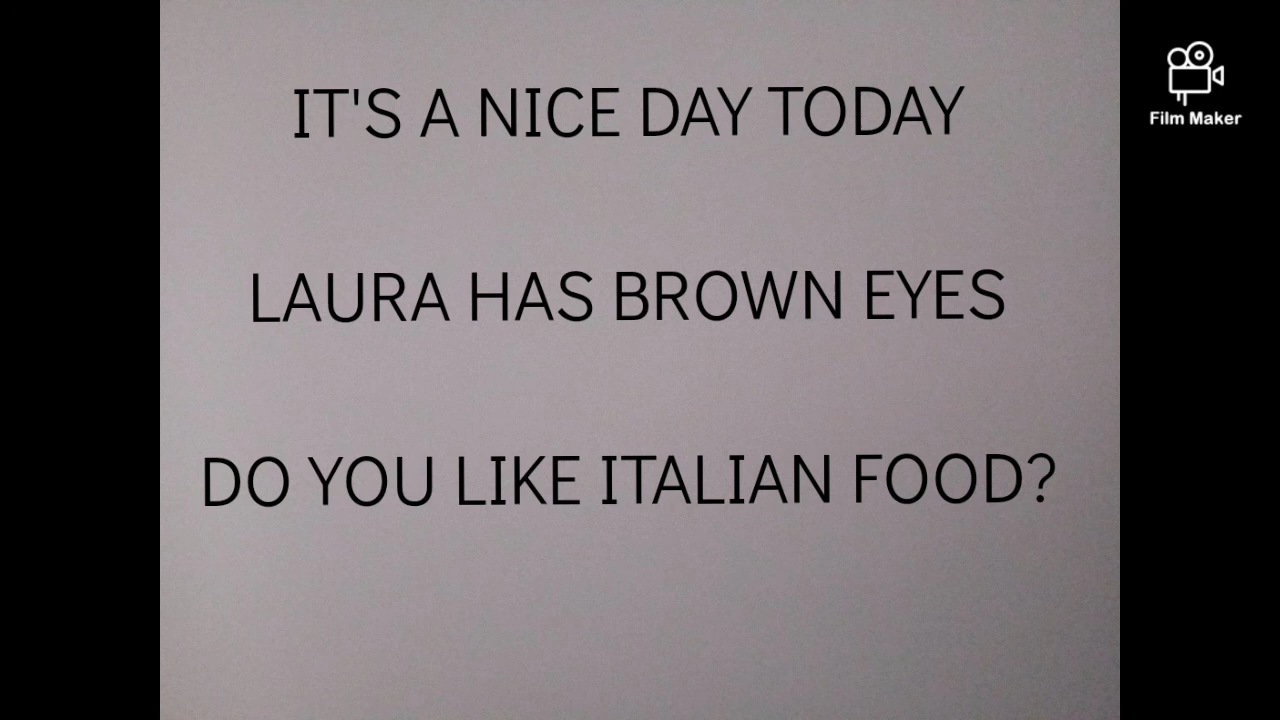 IT'S A NICE DAY TODAY
Film Maker
LAURA HAS BROWN EYES
DO YOU LIKE ITALIAN FOOD?